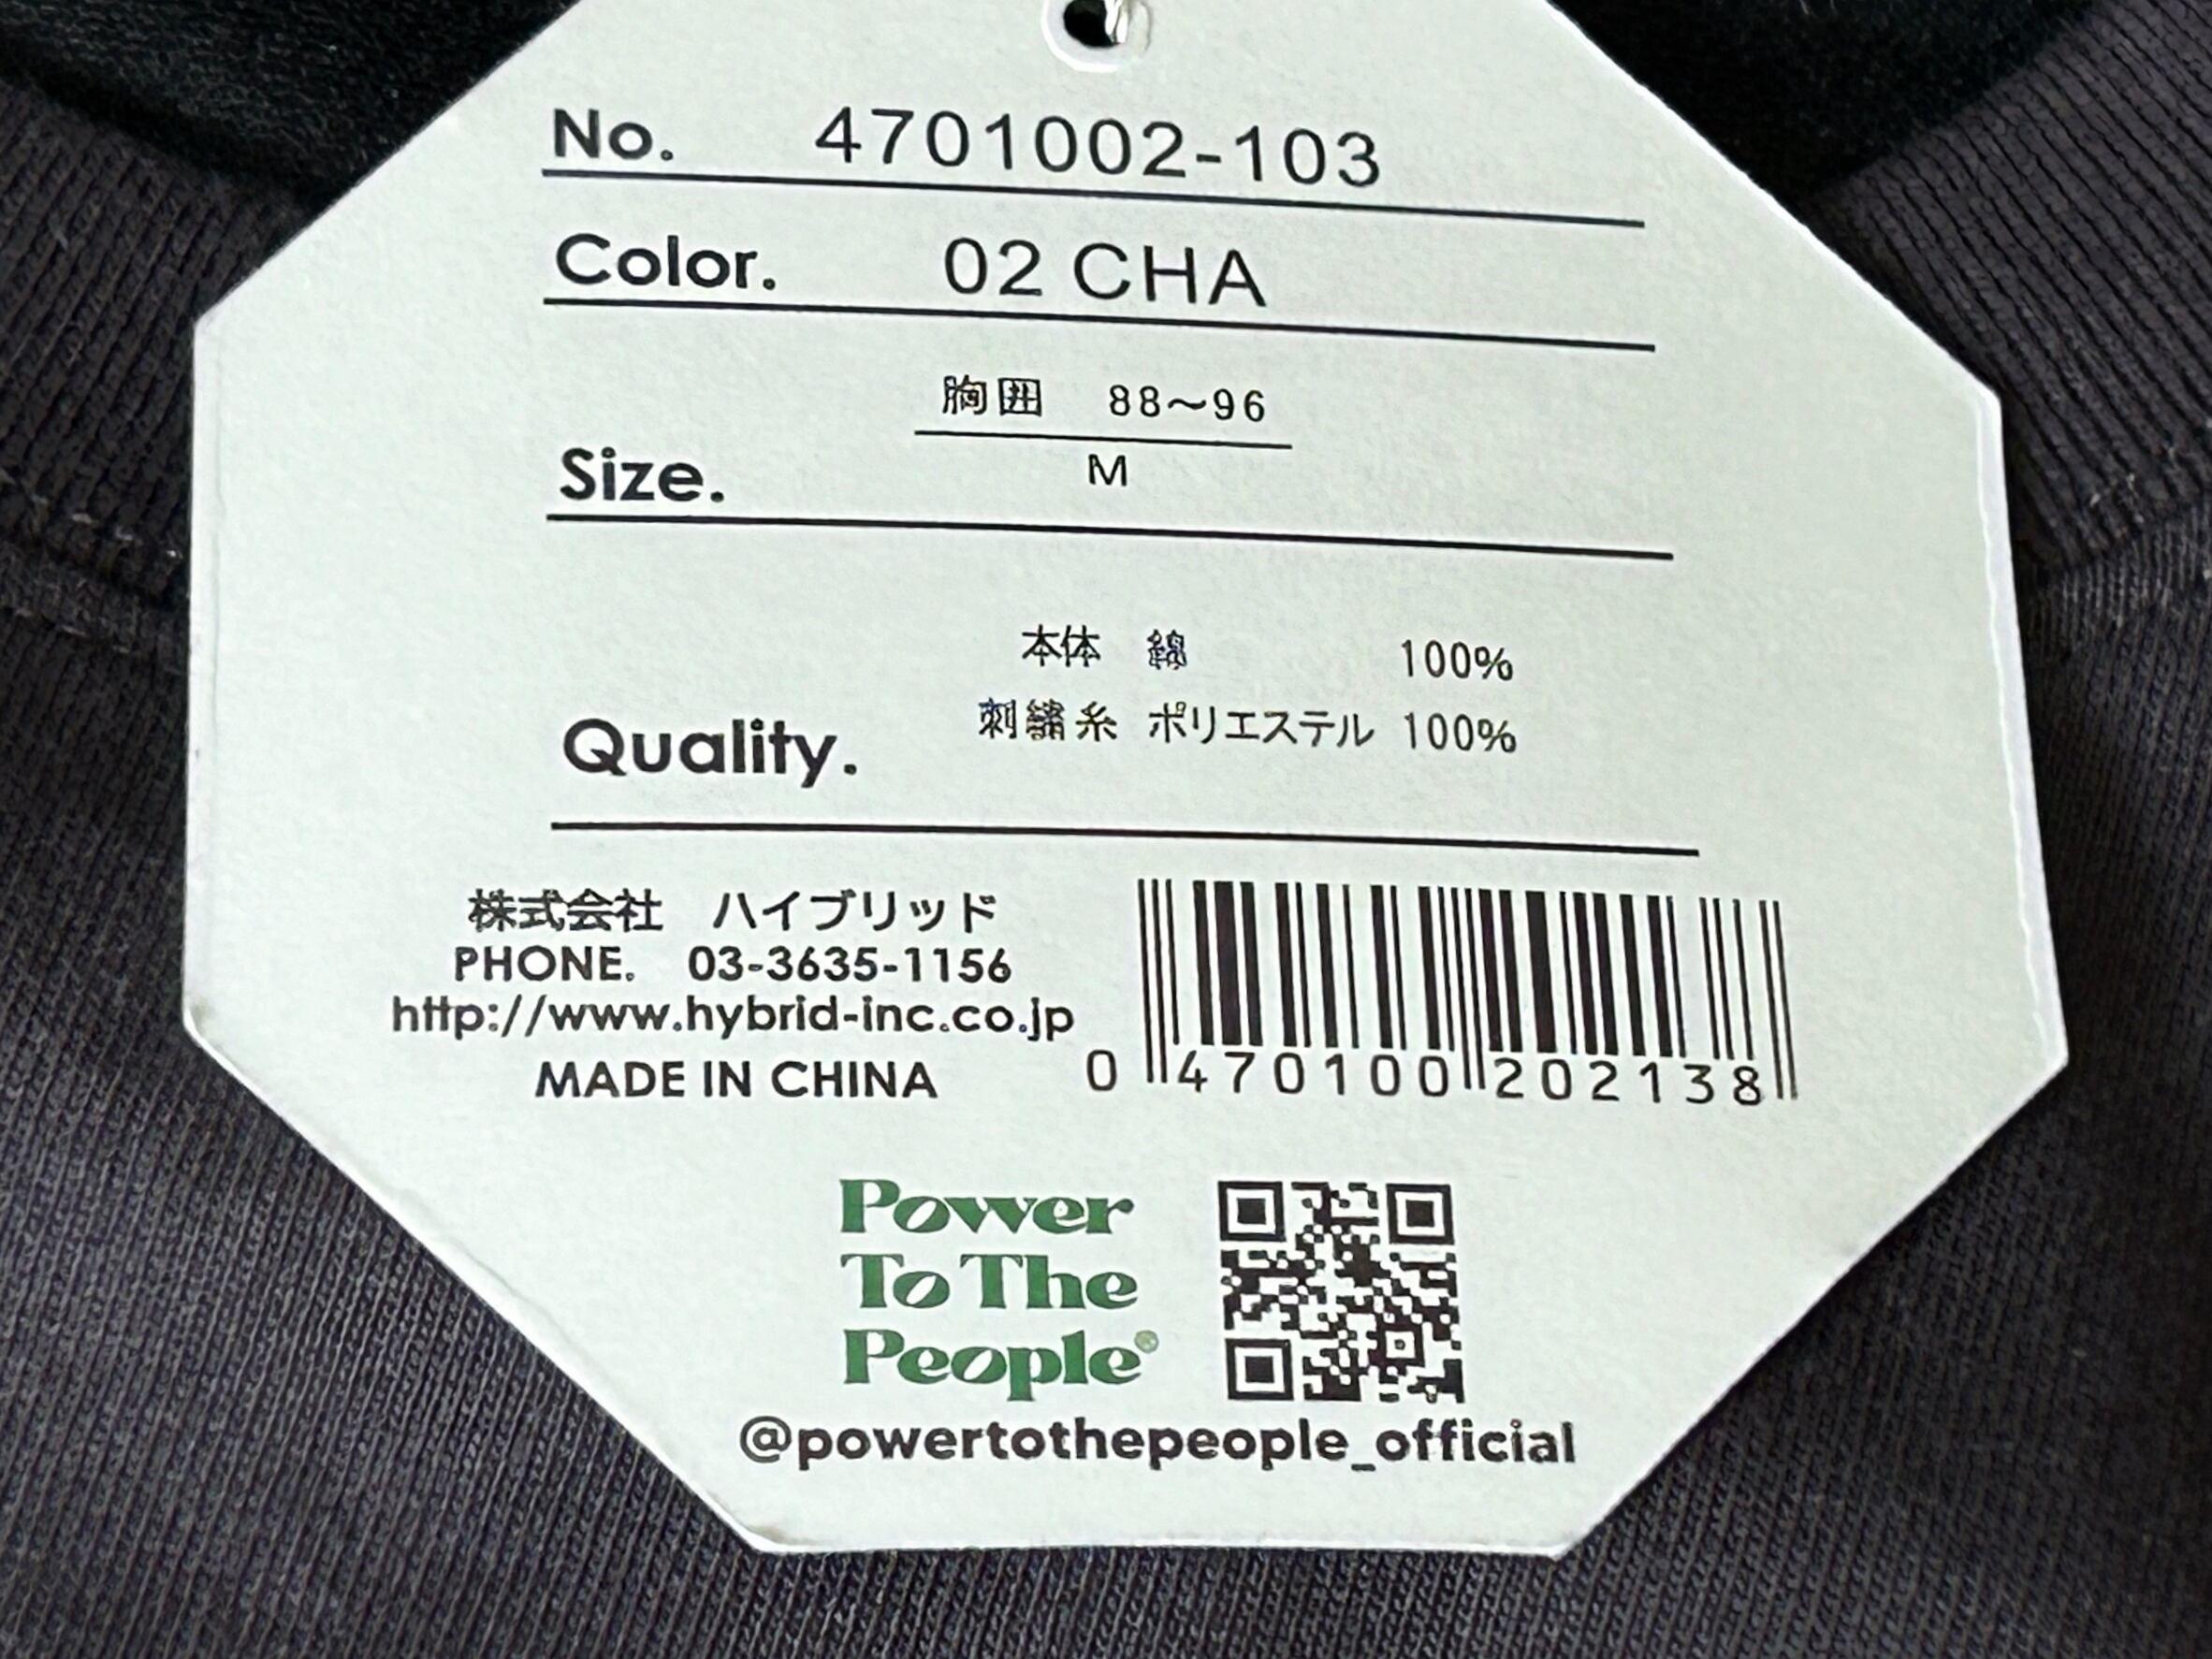 No. 4701002-103
Color. 02 CHA
胸囲 88～96
Size. M
本体 綿 100%
刺繍糸 ポリエステル 100%
Quality.
株式会社 ハイブリッド
PHONE. 03-3635-1156
http://www.hybrid-inc.co.jp
MADE IN CHINA
0 470100 202138
Power
To The
People®
@powertothepeople_official